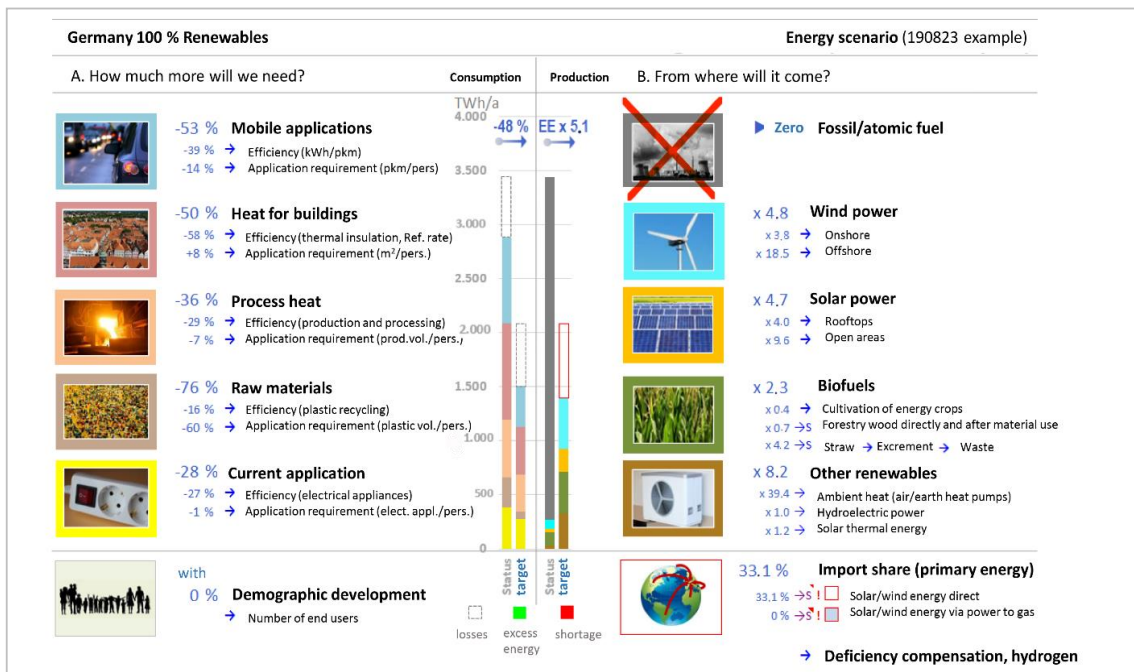 Germany 100 % Renewables
Energy scenario (190823 example)
A. How much more will we need?
Consumption
Production
B. From where will it come?
TWh/a
4.000
3.500
3.000
2.500
2.000
1.500
1.000
500
0
-48 %
EE x 5.1
-53 % Mobile applications
-39 % → Efficiency (kWh/pkm)
-14 % → Application requirement (pkm/pers)
-50 % Heat for buildings
-58 % → Efficiency (thermal insulation, Ref. rate)
+8 % → Application requirement (m²/pers.)
-36 % Process heat
-29 % → Efficiency (production and processing)
-7 % → Application requirement (prod.vol./pers.)
-76 % Raw materials
-16 % → Efficiency (plastic recycling)
-60 % → Application requirement (plastic vol./pers.)
-28 % Current application
-27 % → Efficiency (electrical appliances)
-1 % → Application requirement (elect. appl./pers.)
with
0 % Demographic development
→ Number of end users
Status
target
Status
target
losses
excess
energy
shortage
Zero Fossil/atomic fuel
x 4.8 Wind power
x 3.8 → Onshore
x 18.5 → Offshore
x 4.7 Solar power
x 4.0 → Rooftops
x 9.6 → Open areas
x 2.3 Biofuels
x 0.4 → Cultivation of energy crops
x 0.7 →S Forestry wood directly and after material use
x 4.2 →S Straw → Excrement → Waste
x 8.2 Other renewables
x 39.4 → Ambient heat (air/earth heat pumps)
x 1.0 → Hydroelectric power
x 1.2 → Solar thermal energy
33.1 % Import share (primary energy)
33,1 % →S ! Solar/wind energy direct
0 % →S ! Solar/wind energy via power to gas
→ Deficiency compensation, hydrogen